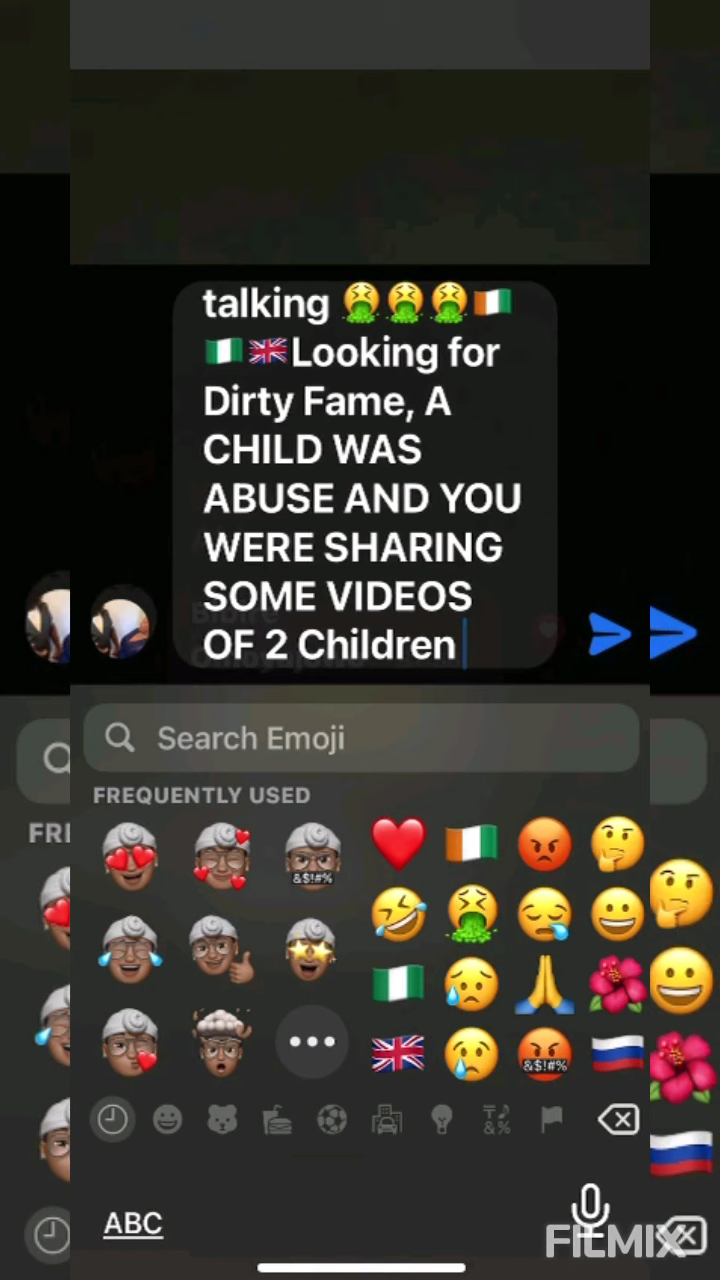 talking 🤮🤮🤮🇨🇮
🇳🇬🇬🇧Looking for
Dirty Fame, A
CHILD WAS
ABUSE AND YOU
WERE SHARING
SOME VIDEOS
OF 2 Children
Search Emoji
FREQUENTLY USED
FRE
&$!#%
&$!#%
ABC
FILMIX